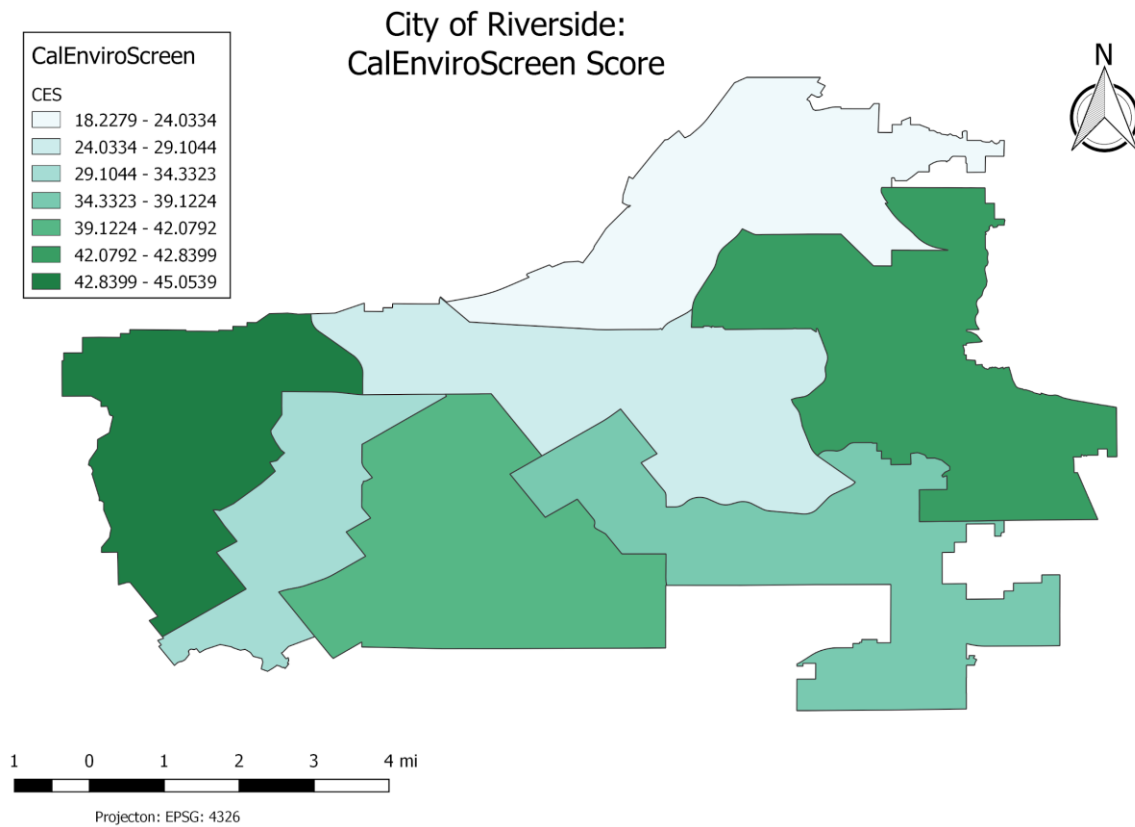 City of Riverside:
CalEnviroScreen Score
CalEnviroScreen
CES
18.2279 - 24.0334
24.0334 - 29.1044
29.1044 - 34.3323
34.3323 - 39.1224
39.1224 - 42.0792
42.0792 - 42.8399
42.8399 - 45.0539
N
1 0 1 2 3 4 mi
Projecton: EPSG: 4326